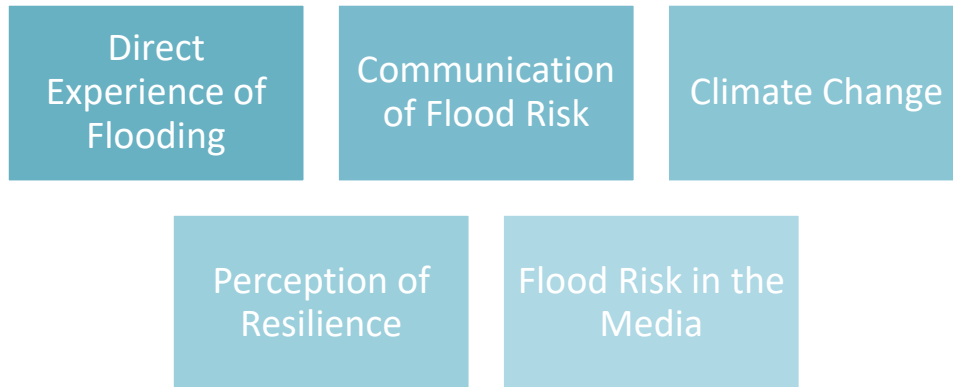 Direct
Experience of
Flooding
Communication
of Flood Risk
Climate Change
Perception of
Resilience
Flood Risk in the
Media